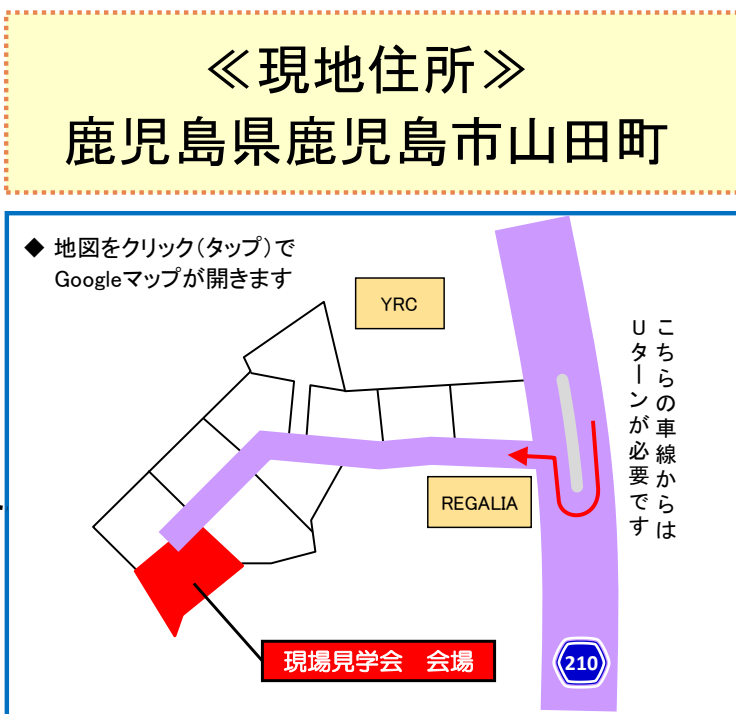 ≪現地住所≫
鹿児島県鹿児島市山田町
◆ 地図をクリック(タップ)で
Googleマップが開きます
YRC
こちらの車線からは
Uターンが必要です
REGALIA
現場見学会　会場
210